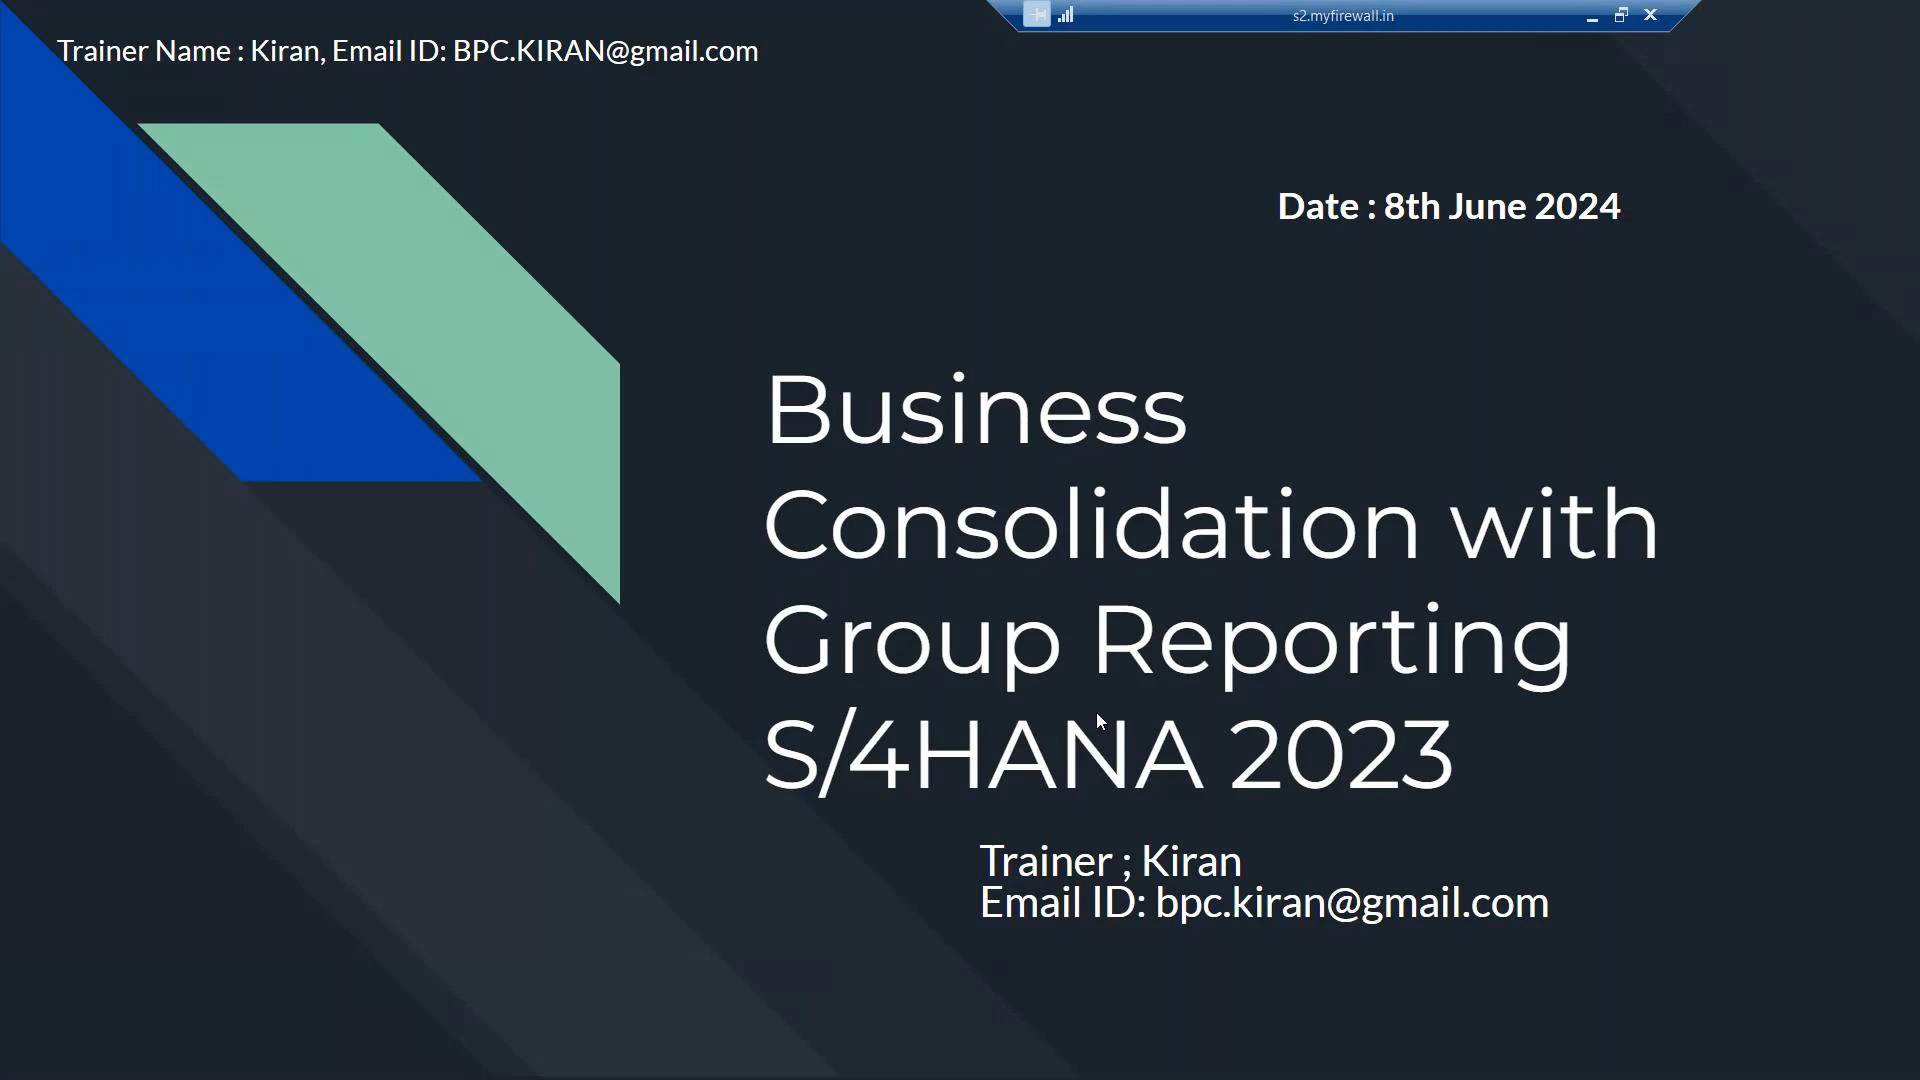 s2.myfirewall.in
Trainer Name : Kiran, Email ID: BPC.KIRAN@gmail.com
Date : 8th June 2024
Business
Consolidation with
Group Reporting
S/4HANA 2023
Trainer ; Kiran
Email ID: bpc.kiran@gmail.com